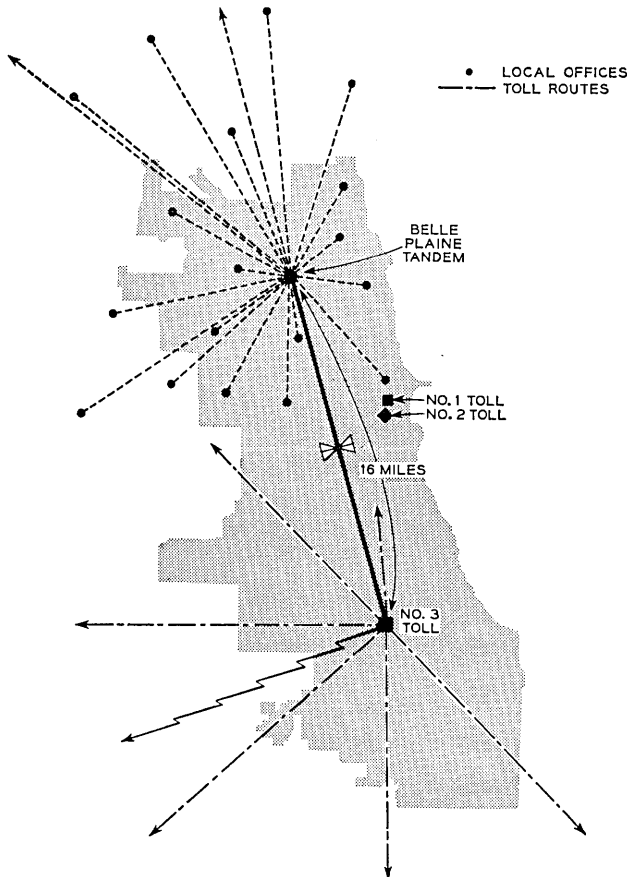 LOCAL OFFICES
TOLL ROUTES
BELLE
PLAINE
TANDEM
NO. 1 TOLL
NO. 2 TOLL
16 MILES
NO. 3
TOLL